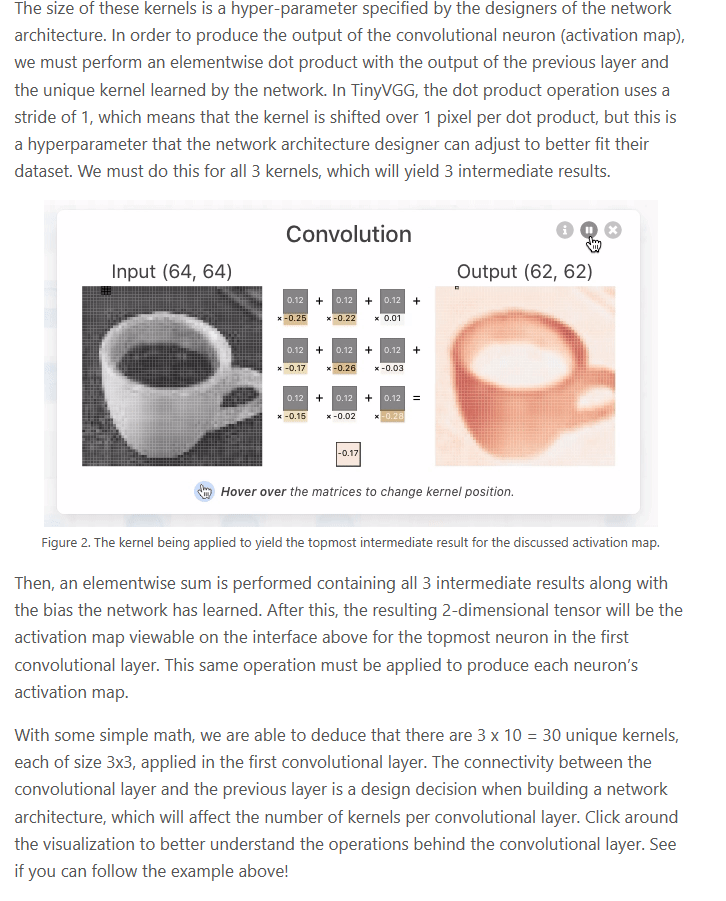 The size of these kernels is a hyper-parameter specified by the designers of the network
architecture. In order to produce the output of the convolutional neuron (activation map),
we must perform an elementwise dot product with the output of the previous layer and
the unique kernel learned by the network. In TinyVGG, the dot product operation uses a
stride of 1, which means that the kernel is shifted over 1 pixel per dot product, but this is
a hyperparameter that the network architecture designer can adjust to better fit their
dataset. We must do this for all 3 kernels, which will yield 3 intermediate results.
Convolution
Input (64, 64)
Output (62, 62)
0.12 + 0.12 + 0.12 +
× -0.25 × -0.22 × 0.01
0.12 + 0.12 + 0.12 +
× -0.17 × -0.26 × -0.03
0.12 + 0.12 + 0.12 =
× -0.15 × -0.02 × -0.28
-0.17
Hover over the matrices to change kernel position.
Figure 2. The kernel being applied to yield the topmost intermediate result for the discussed activation map.
Then, an elementwise sum is performed containing all 3 intermediate results along with
the bias the network has learned. After this, the resulting 2-dimensional tensor will be the
activation map viewable on the interface above for the topmost neuron in the first
convolutional layer. This same operation must be applied to produce each neuron’s
activation map.
With some simple math, we are able to deduce that there are 3 x 10 = 30 unique kernels,
each of size 3x3, applied in the first convolutional layer. The connectivity between the
convolutional layer and the previous layer is a design decision when building a network
architecture, which will affect the number of kernels per convolutional layer. Click around
the visualization to better understand the operations behind the convolutional layer. See
if you can follow the example above!